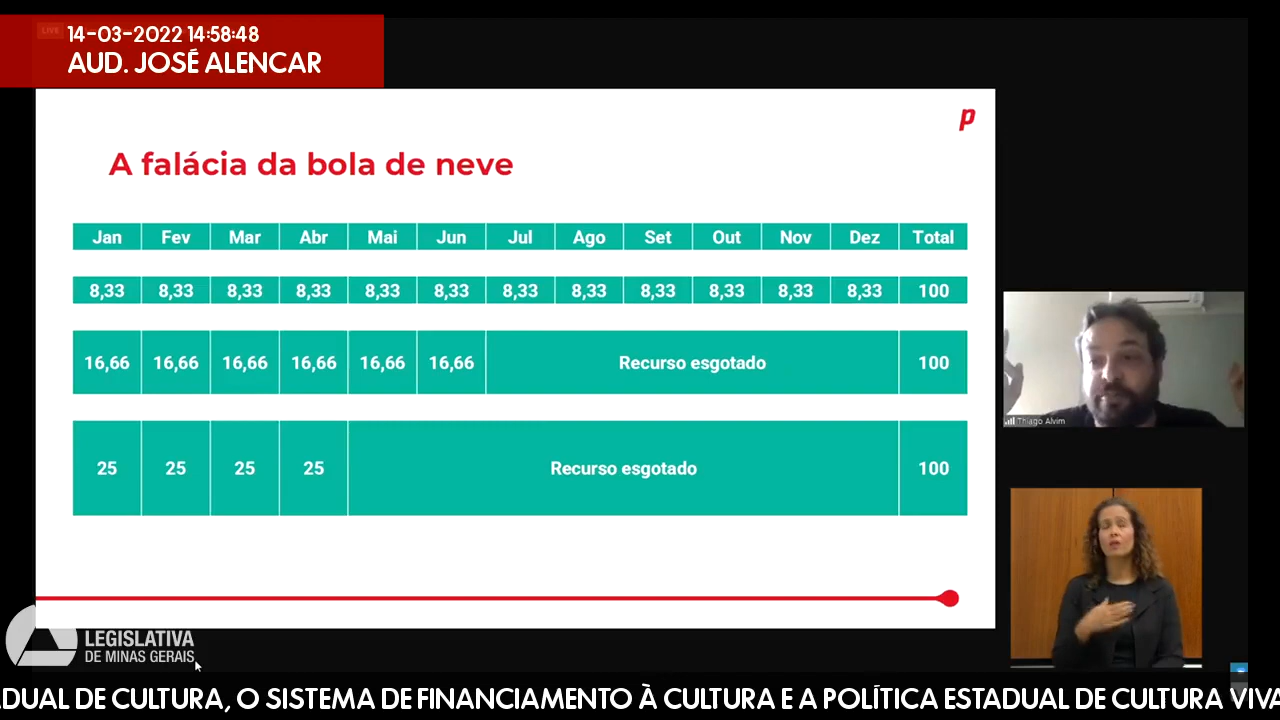 LIVE
14-03-2022 14:58:48
AUD. JOSÉ ALENCAR
p
A falácia da bola de neve
Jan Fev Mar Abr Mai Jun Jul Ago Set Out Nov Dez Total
8,33 8,33 8,33 8,33 8,33 8,33 8,33 8,33 8,33 8,33 8,33 8,33 100
16,66 16,66 16,66 16,66 16,66 16,66 Recurso esgotado 100
25 25 25 25 Recurso esgotado 100
Thiago Alvim
LEGISLATIVA
DE MINAS GERAIS
ADUAL DE CULTURA, O SISTEMA DE FINANCIAMENTO À CULTURA E A POLÍTICA ESTADUAL DE CULTURA VIVA